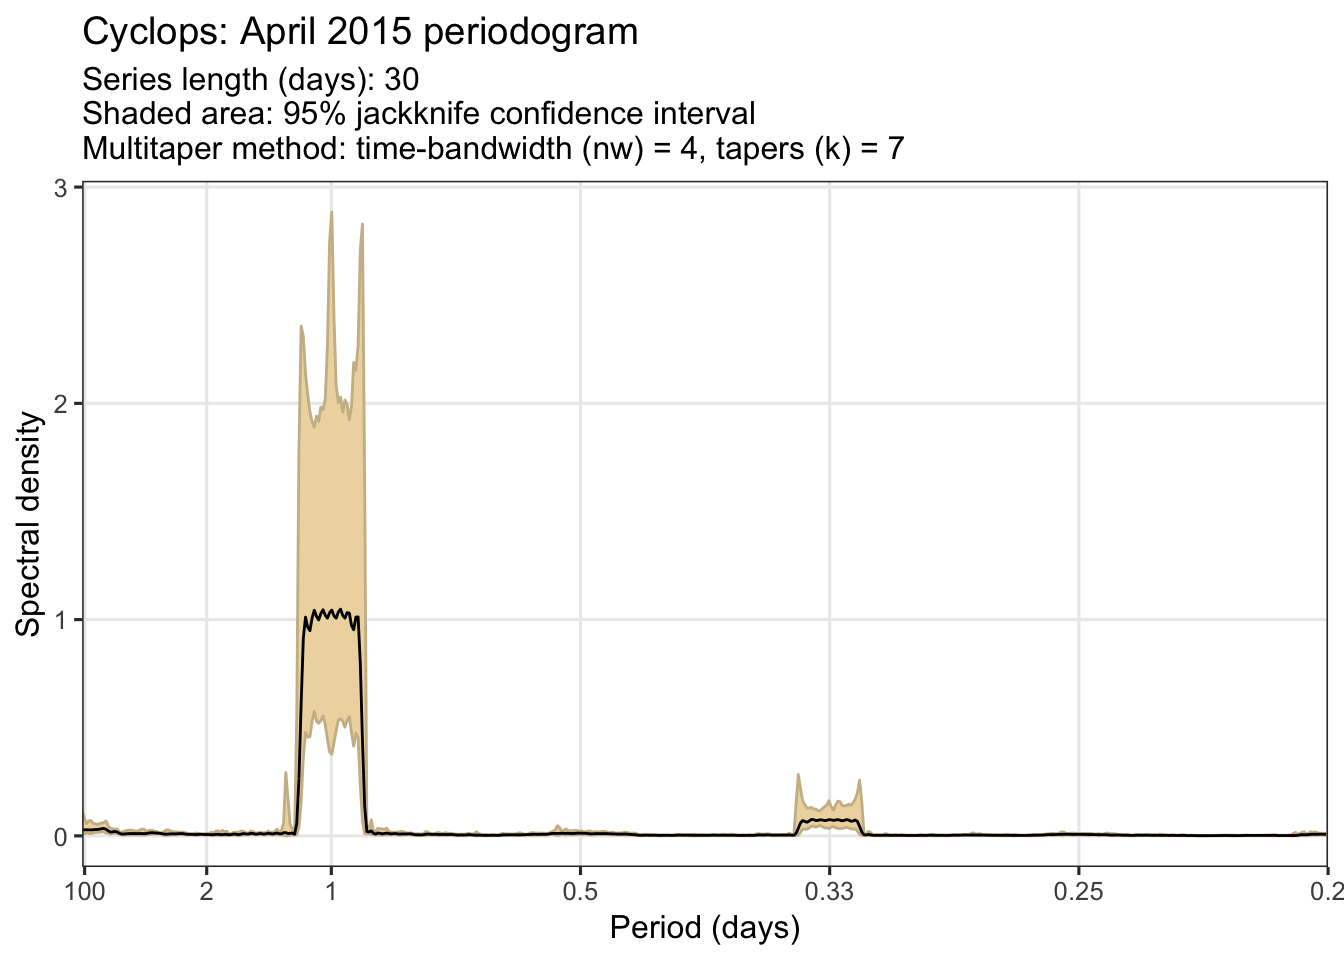 Cyclops: April 2015 periodogram
Series length (days): 30
Shaded area: 95% jackknife confidence interval
Multitaper method: time-bandwidth (nw) = 4, tapers (k) = 7
3
2
1
0
Spectral density
100 2 1 0.5 0.33 0.25 0.2
Period (days)